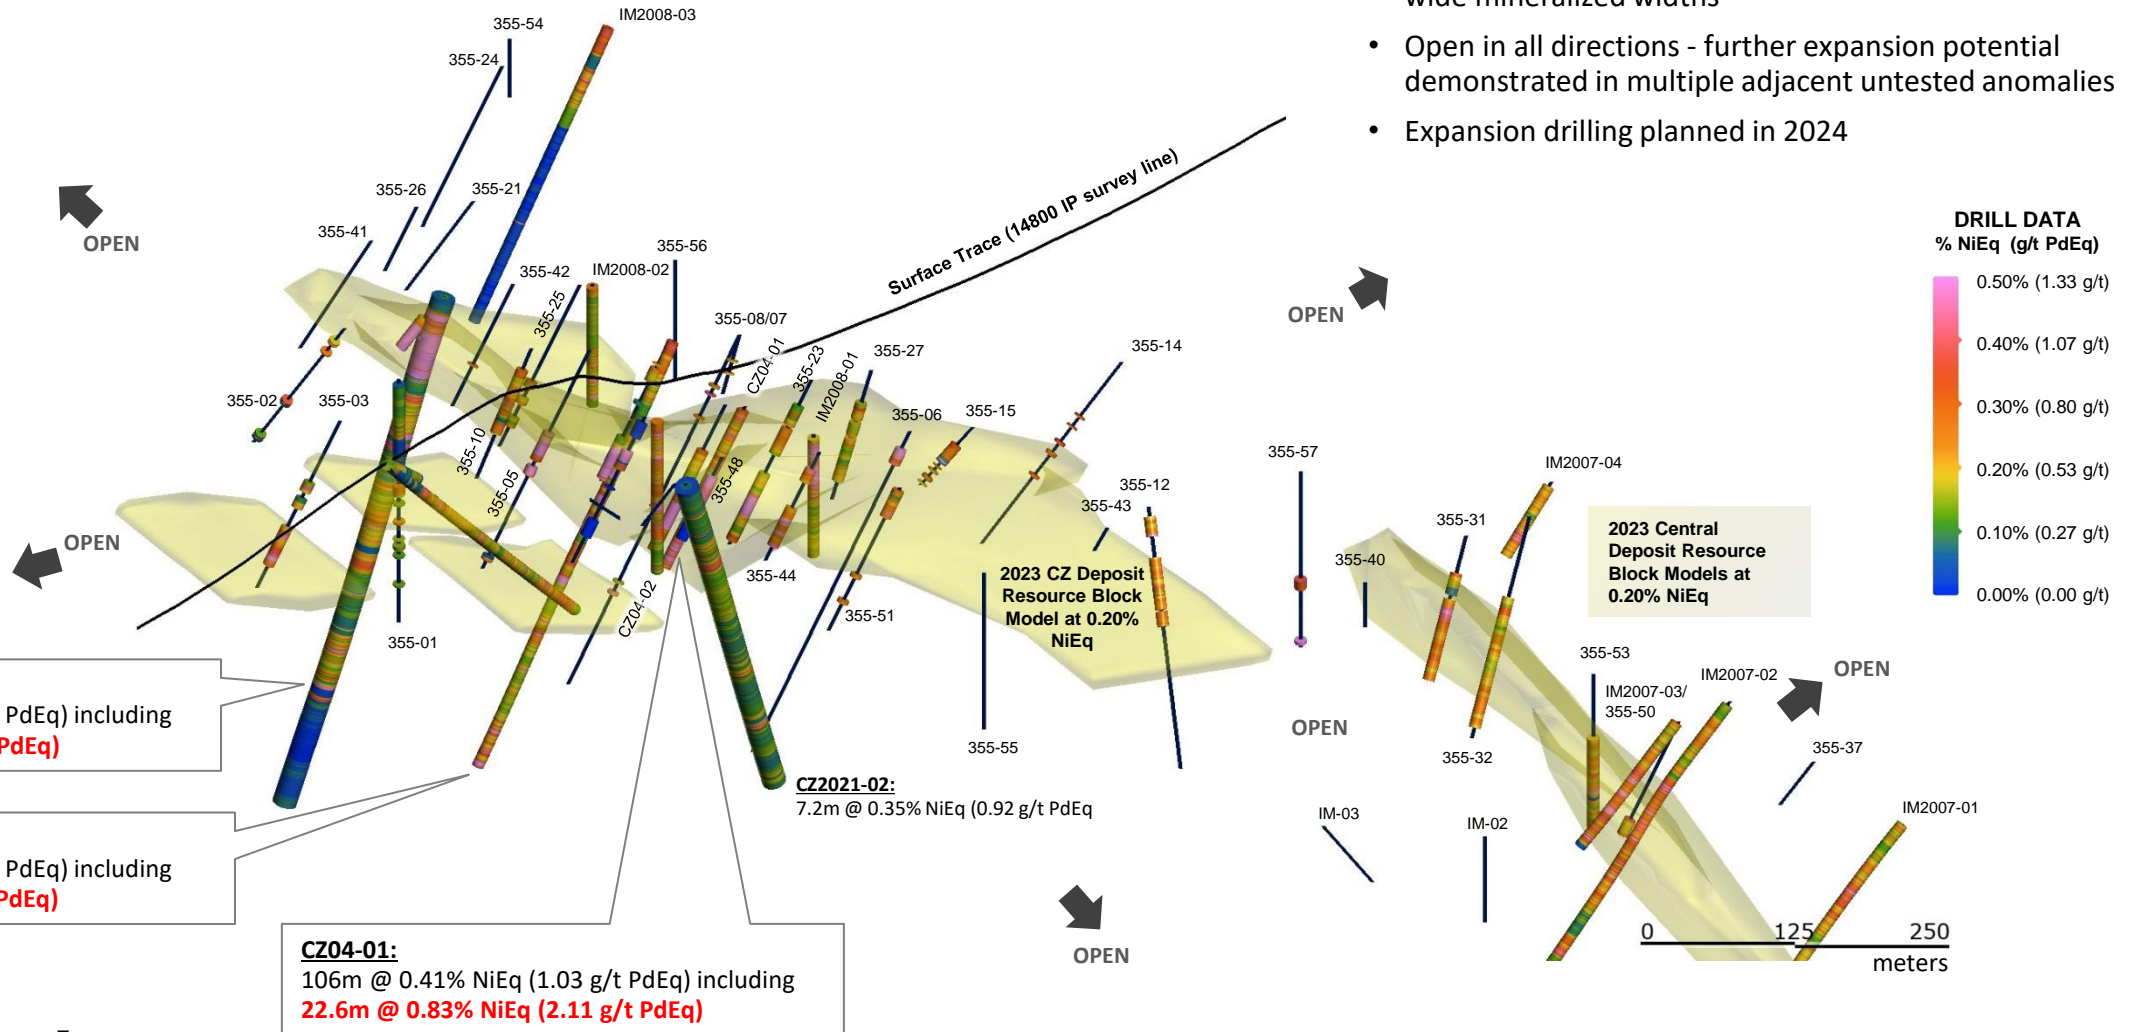 wide mineralized widths
• Open in all directions - further expansion potential
demonstrated in multiple adjacent untested anomalies
• Expansion drilling planned in 2024
DRILL DATA
% NiEq (g/t PdEq)
0.50% (1.33 g/t)
0.40% (1.07 g/t)
0.30% (0.80 g/t)
0.20% (0.53 g/t)
0.10% (0.27 g/t)
0.00% (0.00 g/t)
355-54
IM2008-03
355-24
355-26
355-21
355-41
OPEN
355-42
IM2008-02
355-56
355-25
Surface Trace (14800 IP survey line)
355-08/07
CZ04-01
355-23
IM2008-01
355-27
355-14
OPEN
355-02
355-03
355-10
355-05
355-48
355-06
355-15
355-43
355-12
355-44
355-51
CZ04-02
355-01
OPEN
2023 CZ Deposit
Resource Block
Model at 0.20%
NiEq
355-55
355-57
355-40
355-31
IM2007-04
355-32
2023 Central
Deposit Resource
Block Models at
0.20% NiEq
355-53
IM2007-03/
355-50
IM2007-02
OPEN
OPEN
355-37
IM-03
IM-02
IM2007-01
0 125 250
meters
PdEq) including
PdEq)
PdEq) including
PdEq)
CZ2021-02:
7.2m @ 0.35% NiEq (0.92 g/t PdEq
OPEN
CZ04-01:
106m @ 0.41% NiEq (1.03 g/t PdEq) including
22.6m @ 0.83% NiEq (2.11 g/t PdEq)